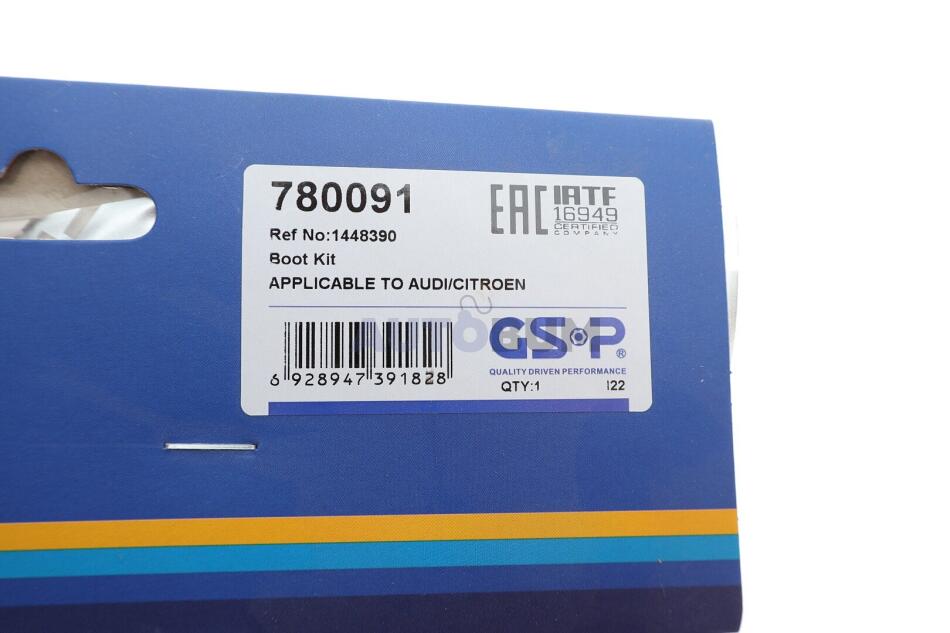 780091
EAC
IATF
16949
CERTIFIED
COMPANY
Ref No:1448390
Boot Kit
APPLICABLE TO AUDI/CITROEN
AUTOBUM
GSP®
QUALITY DRIVEN PERFORMANCE
6 928947 391828
QTY:1
I22